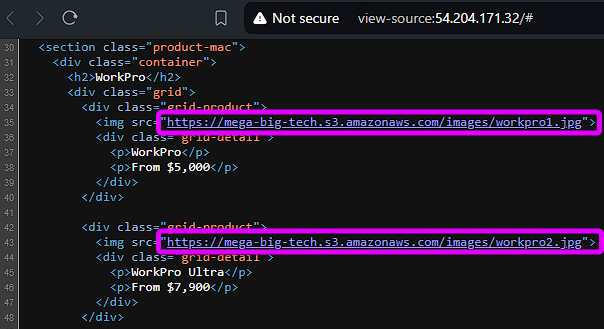 Not secure view-source:54.204.171.32/#
30 <section class="product-mac">
31 <div class="container">
32 <h2>WorkPro</h2>
33 <div class="grid">
34 <div class="grid-product">
35 <img src="https://mega-big-tech.s3.amazonaws.com/images/workpro1.jpg">
36 <div class="grid-detail">
37 <p>WorkPro</p>
38 <p>From $5,000</p>
39 </div>
40 </div>
41
42 <div class="grid-product">
43 <img src="https://mega-big-tech.s3.amazonaws.com/images/workpro2.jpg">
44 <div class="grid-detail">
45 <p>WorkPro Ultra</p>
46 <p>From $7,900</p>
47 </div>
48 </div>